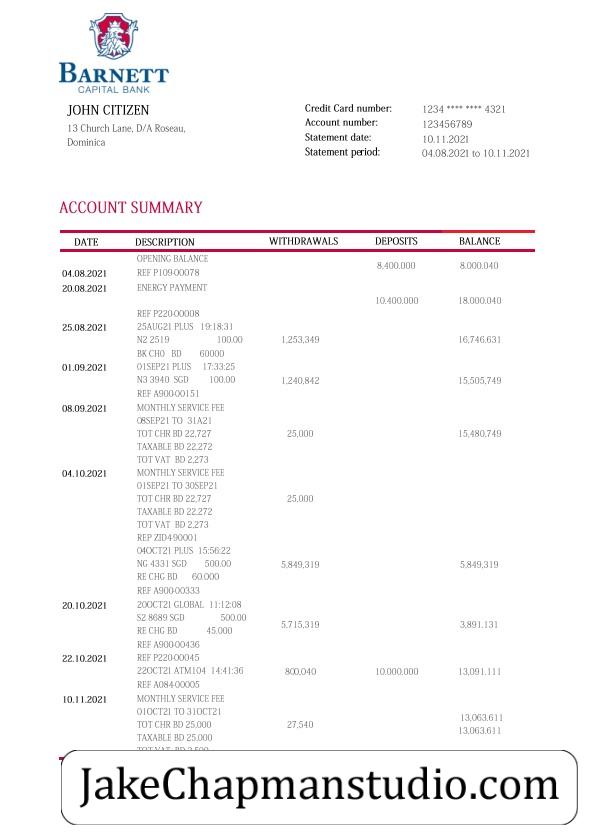 BARNETT
CAPITAL BANK
JOHN CITIZEN
13 Church Lane, D/A Roseau,
Dominica
Credit Card number: 1234 **** **** 4321
Account number: 123456789
Statement date: 10.11.2021
Statement period: 04.08.2021 to 10.11.2021
ACCOUNT SUMMARY
DATE DESCRIPTION WITHDRAWALS DEPOSITS BALANCE
OPENING BALANCE
8,400.000 8.000.040
04.08.2021 REF P109-00078
20.08.2021 ENERGY PAYMENT
10.400.000 18.000.040
REF P220-00008
25.08.2021 25AUG21 PLUS 19:18:31
N2 2519 100.00 1,253,349 16,746.631
BK CHO BD 60000
01.09.2021 01SEP21 PLUS 17:33:25
N3 3940 SGD 100.00 1,240,842 15,505,749
REF A900-00151
08.09.2021 MONTHLY SERVICE FEE
08SEP21 TO 31A21
TOT CHR BD 22,727 25,000 15,480,749
TAXABLE BD 22,272
TOT VAT BD 2,273
04.10.2021 MONTHLY SERVICE FEE
01SEP21 TO 30SEP21
TOT CHR BD 22,727 25,000
TAXABLE BD 22,272
TOT VAT BD 2,273
REP ZID4-90001
04OCT21 PLUS 15:56:22
NG 4331 SGD 500.00 5,849,319 5,849,319
RE CHG BD 60.000
REF A900-00333
20.10.2021 20OCT21 GLOBAL 11:12:08
S2 8689 SGD 500.00
5,715,319 3,891.131
RE CHG BD 45.000
REF A900-00436
22.10.2021 REF P220-00045
22OCT21 ATM104 14:41:36 800,040 10.000.000 13,091.111
REF A084-00005
10.11.2021 MONTHLY SERVICE FEE
01OCT21 TO 31OCT21
13,063.611
TOT CHR BD 25,000 27,540
13,063.611
TAXABLE BD 25,000
JakeChapmanstudio.com